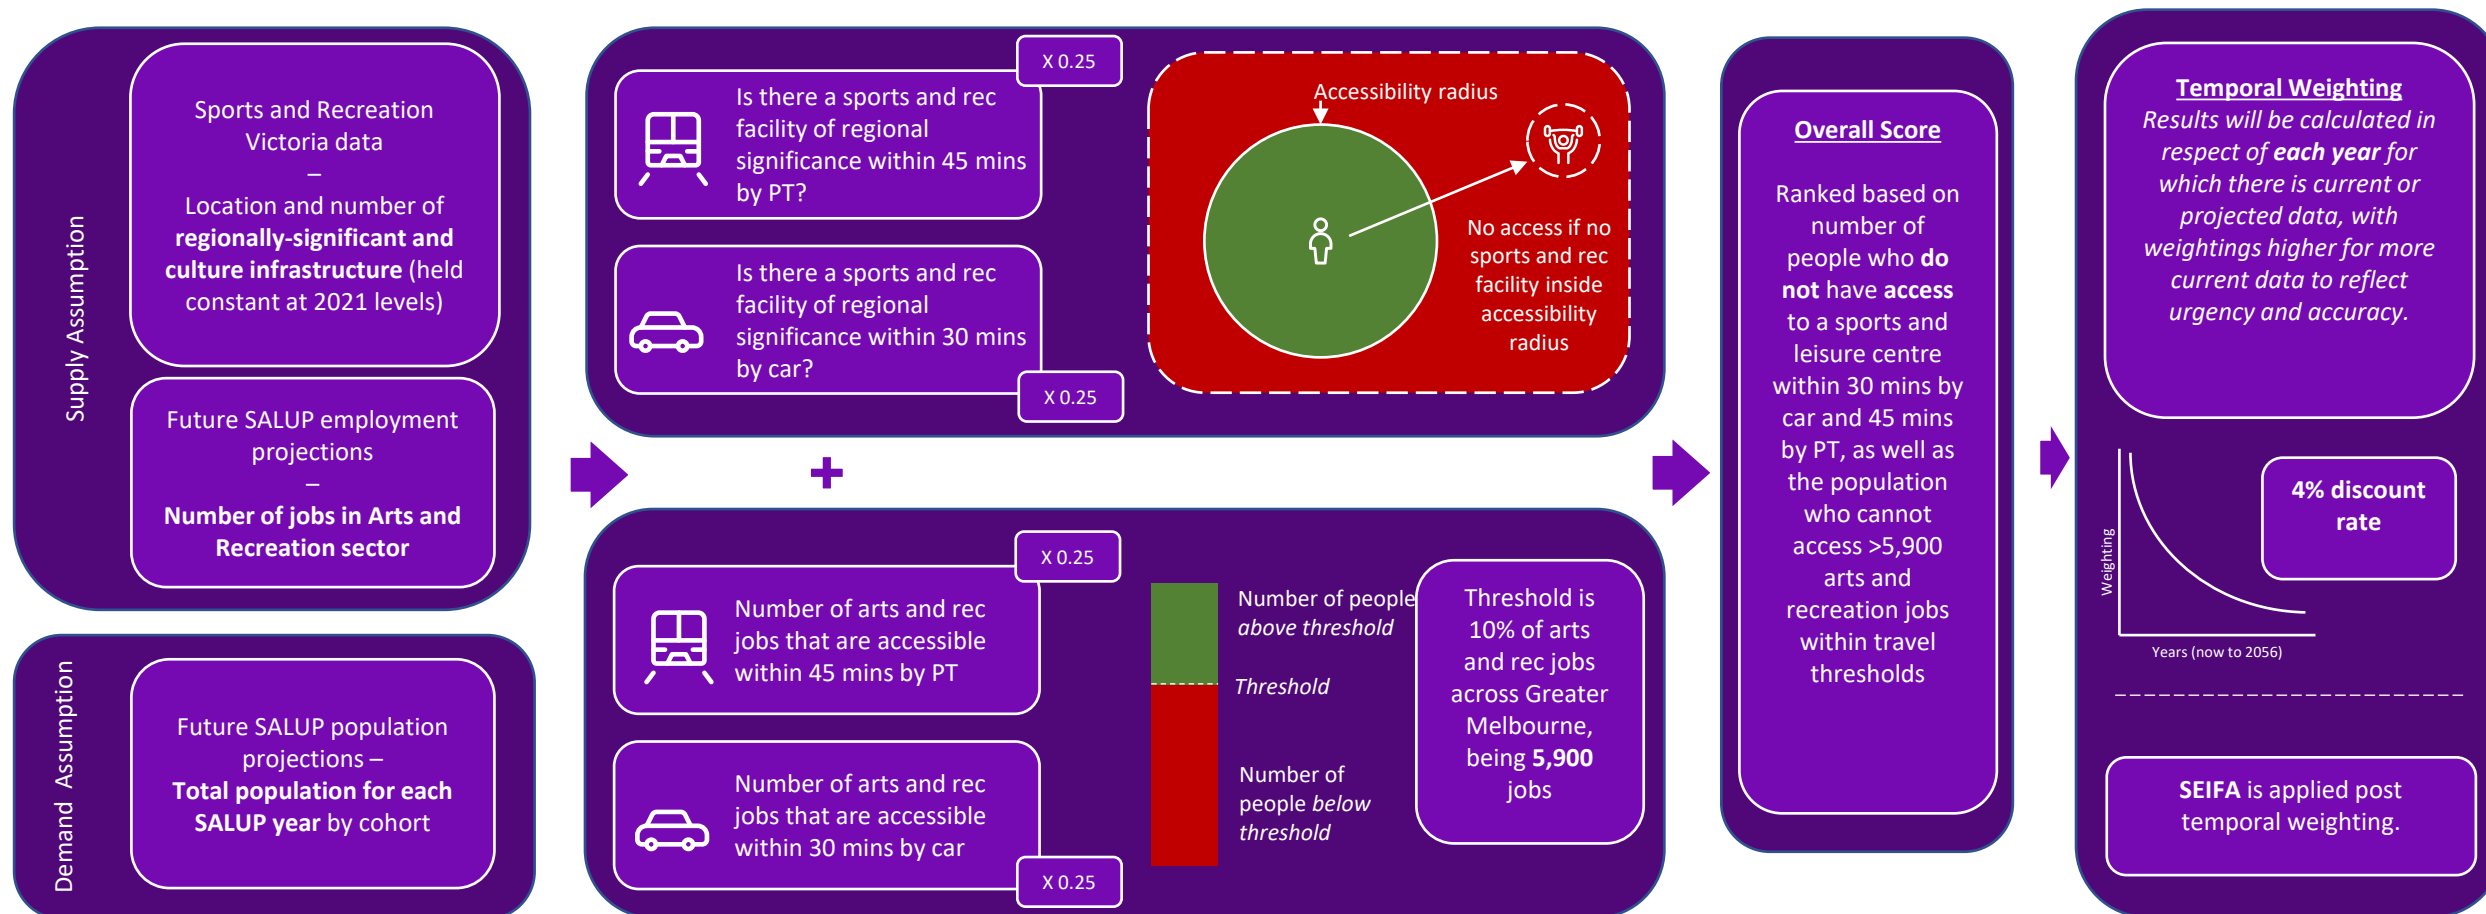 Supply Assumption
Sports and Recreation
Victoria data
–
Location and number of
regionally-significant and
culture infrastructure (held
constant at 2021 levels)
Future SALUP employment
projections
–
Number of jobs in Arts and
Recreation sector
Demand Assumption
Future SALUP population
projections –
Total population for each
SALUP year by cohort
X 0.25
Is there a sports and rec
facility of regional
significance within 45 mins
by PT?
Is there a sports and rec
facility of regional
significance within 30 mins
by car?
X 0.25
Accessibility radius
No access if no
sports and rec
facility inside
accessibility
radius
+
X 0.25
Number of arts and rec
jobs that are accessible
within 45 mins by PT
Number of arts and rec
jobs that are accessible
within 30 mins by car
X 0.25
Number of people
above threshold
Threshold
Number of
people below
threshold
Threshold is
10% of arts
and rec jobs
across Greater
Melbourne,
being 5,900
jobs
Overall Score
Ranked based on
number of
people who do
not have access
to a sports and
leisure centre
within 30 mins by
car and 45 mins
by PT, as well as
the population
who cannot
access >5,900
arts and
recreation jobs
within travel
thresholds
Temporal Weighting
Results will be calculated in
respect of each year for
which there is current or
projected data, with
weightings higher for more
current data to reflect
urgency and accuracy.
Weighting
Years (now to 2056)
4% discount
rate
SEIFA is applied post
temporal weighting.